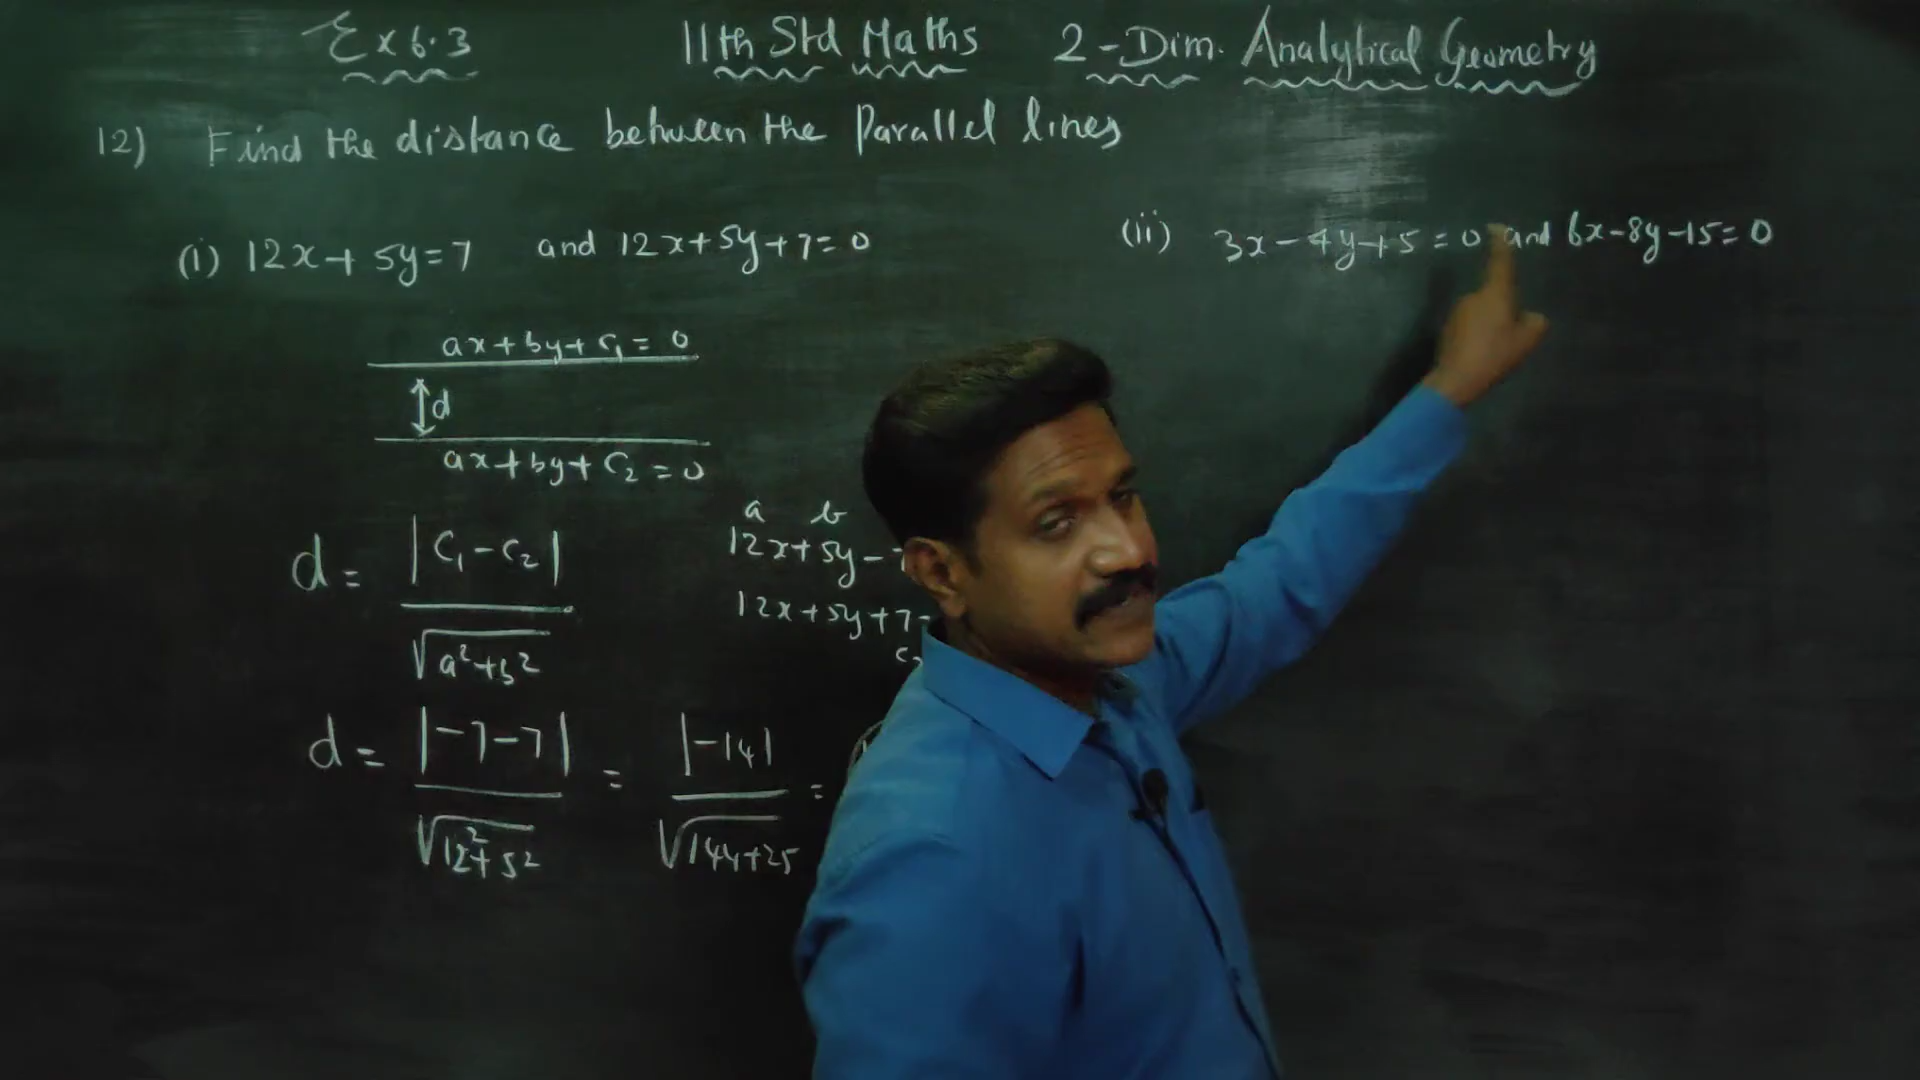 Ex 6.3 11th Std Maths 2-Dim. Analytical Geometry
12) Find the distance between the Parallel lines
(i) 12x + 5y = 7 and 12x + 5y + 7 = 0
(ii) 3x - 4y + 5 = 0 and 6x - 8y - 15 = 0
ax + by + c₁ = 0
d
ax + by + c₂ = 0
d = |c₁ - c₂| / √a² + b²
a b
12x + 5y -
12x + 5y + 7 =
d = |-7-7| / √12² + 5² = |-14| / √144+25 =